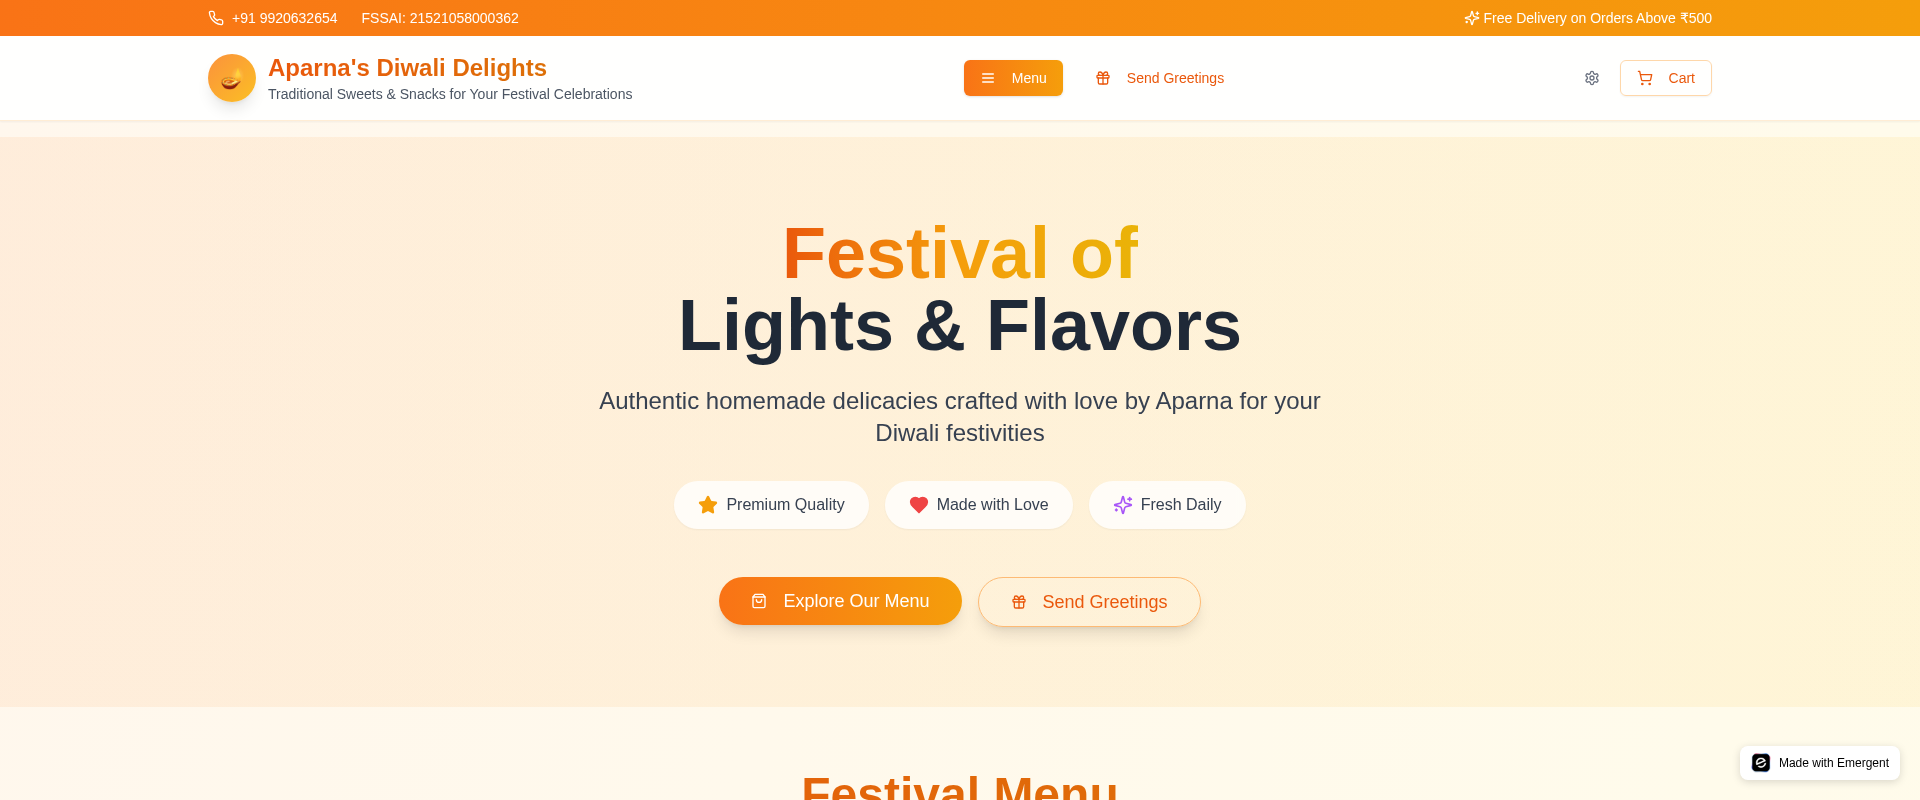 +91 9920632654
FSSAI: 21521058000362
Free Delivery on Orders Above ₹500
Aparna's Diwali Delights
Traditional Sweets & Snacks for Your Festival Celebrations
Menu
Send Greetings
Cart
Festival of
Lights & Flavors
Authentic homemade delicacies crafted with love by Aparna for your
Diwali festivities
Premium Quality
Made with Love
Fresh Daily
Explore Our Menu
Send Greetings
Festival Menu
Made with Emergent